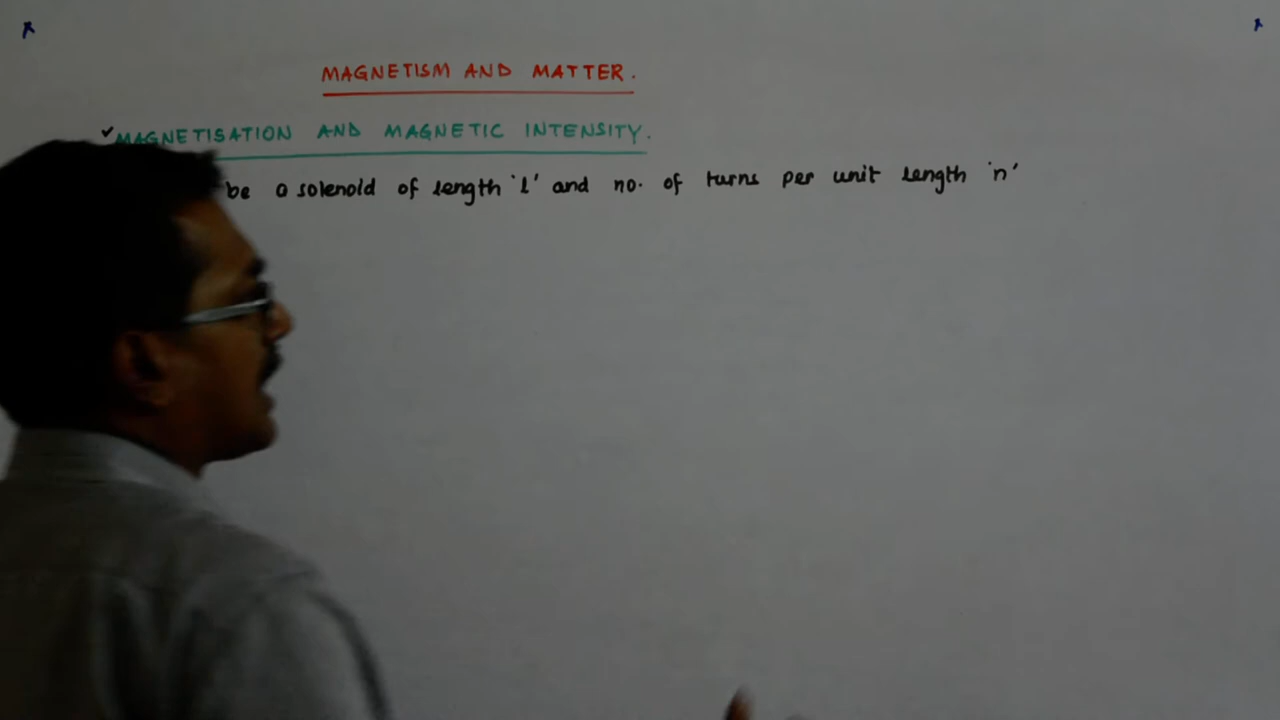 MAGNETISM AND MATTER.
MAGNETISATION AND MAGNETIC INTENSITY.
be a solenoid of length 'l' and no. of turns per unit length 'n'